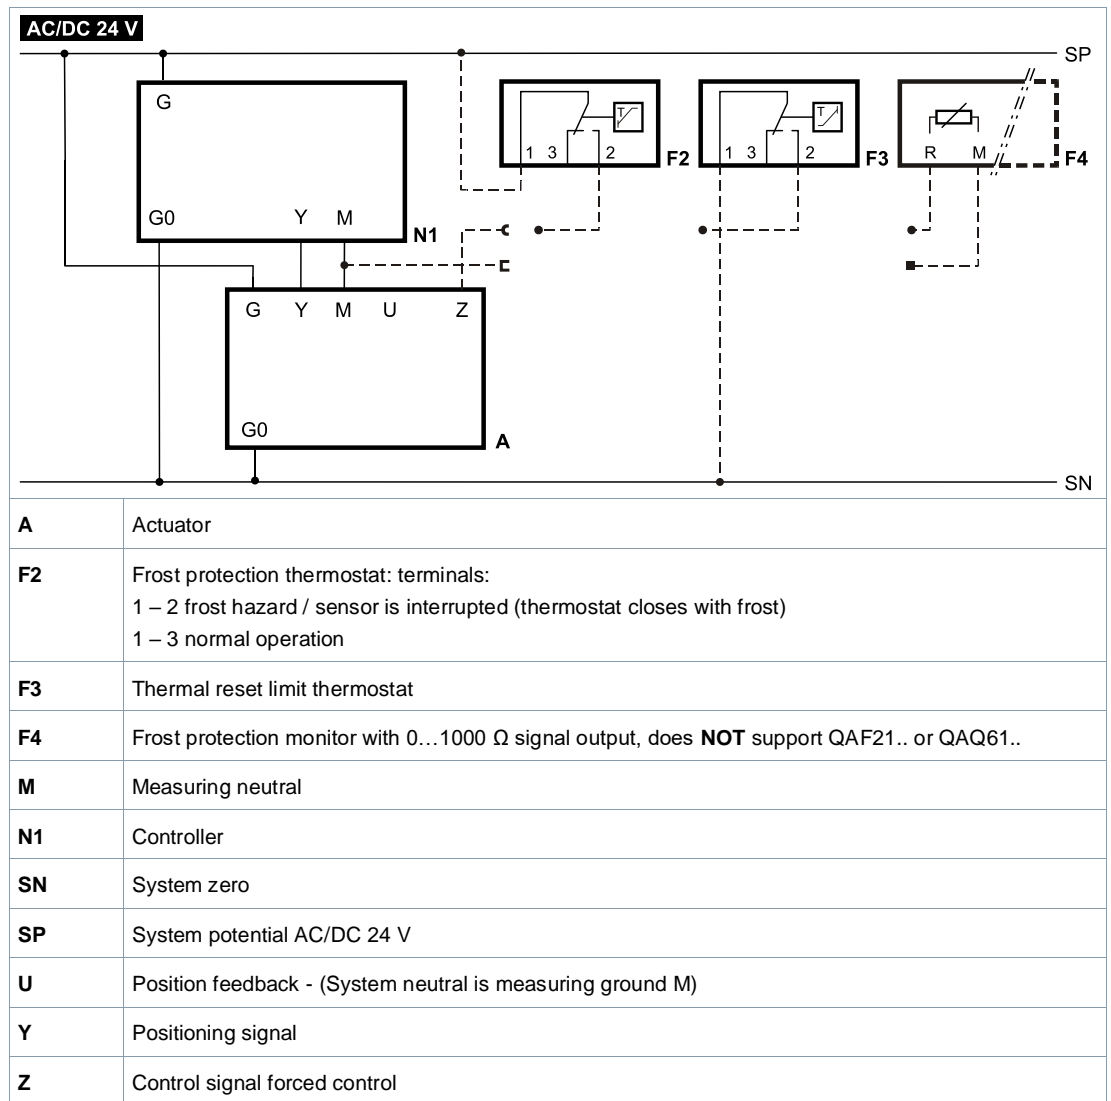 AC/DC 24 V
SP
G
T
T
1 3 2 F2
1 3 2 F3
R M F4
G0 Y M N1
G Y M U Z
G0
A
SN
A Actuator
F2 Frost protection thermostat: terminals:
1 – 2 frost hazard / sensor is interrupted (thermostat closes with frost)
1 – 3 normal operation
F3 Thermal reset limit thermostat
F4 Frost protection monitor with 0…1000 Ω signal output, does NOT support QAF21.. or QAQ61..
M Measuring neutral
N1 Controller
SN System zero
SP System potential AC/DC 24 V
U Position feedback - (System neutral is measuring ground M)
Y Positioning signal
Z Control signal forced control